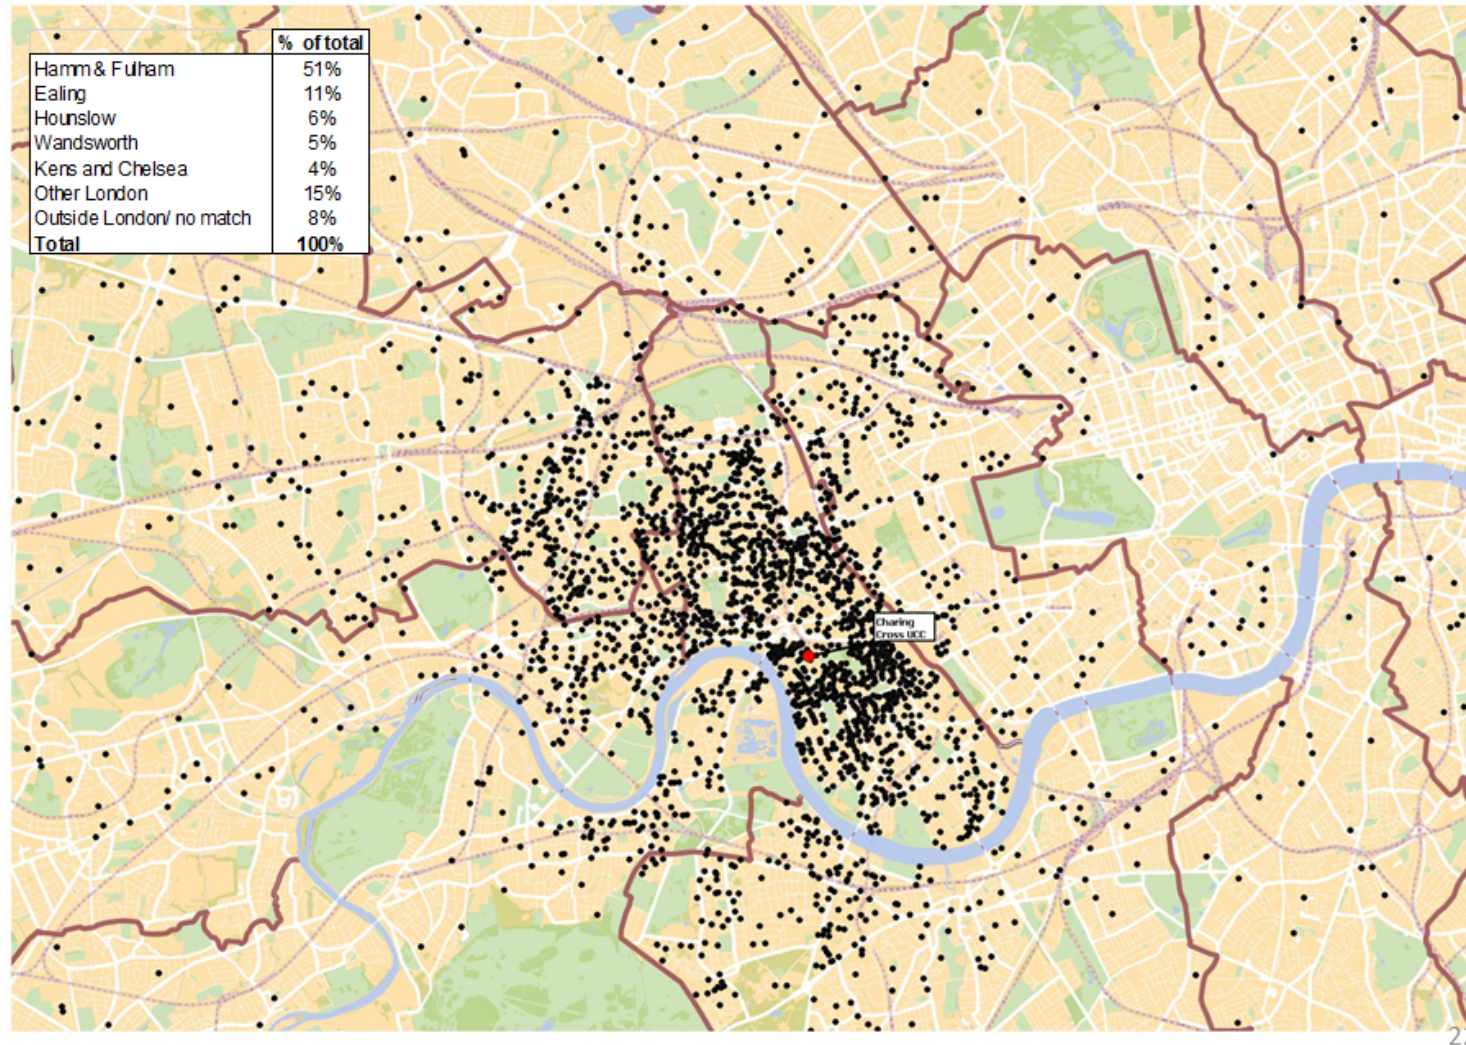 % of total
Hamm & Fulham 51%
Ealing 11%
Hounslow 6%
Wandsworth 5%
Kens and Chelsea 4%
Other London 15%
Outside London/ no match 8%
Total 100%
Charing
Cross UCC